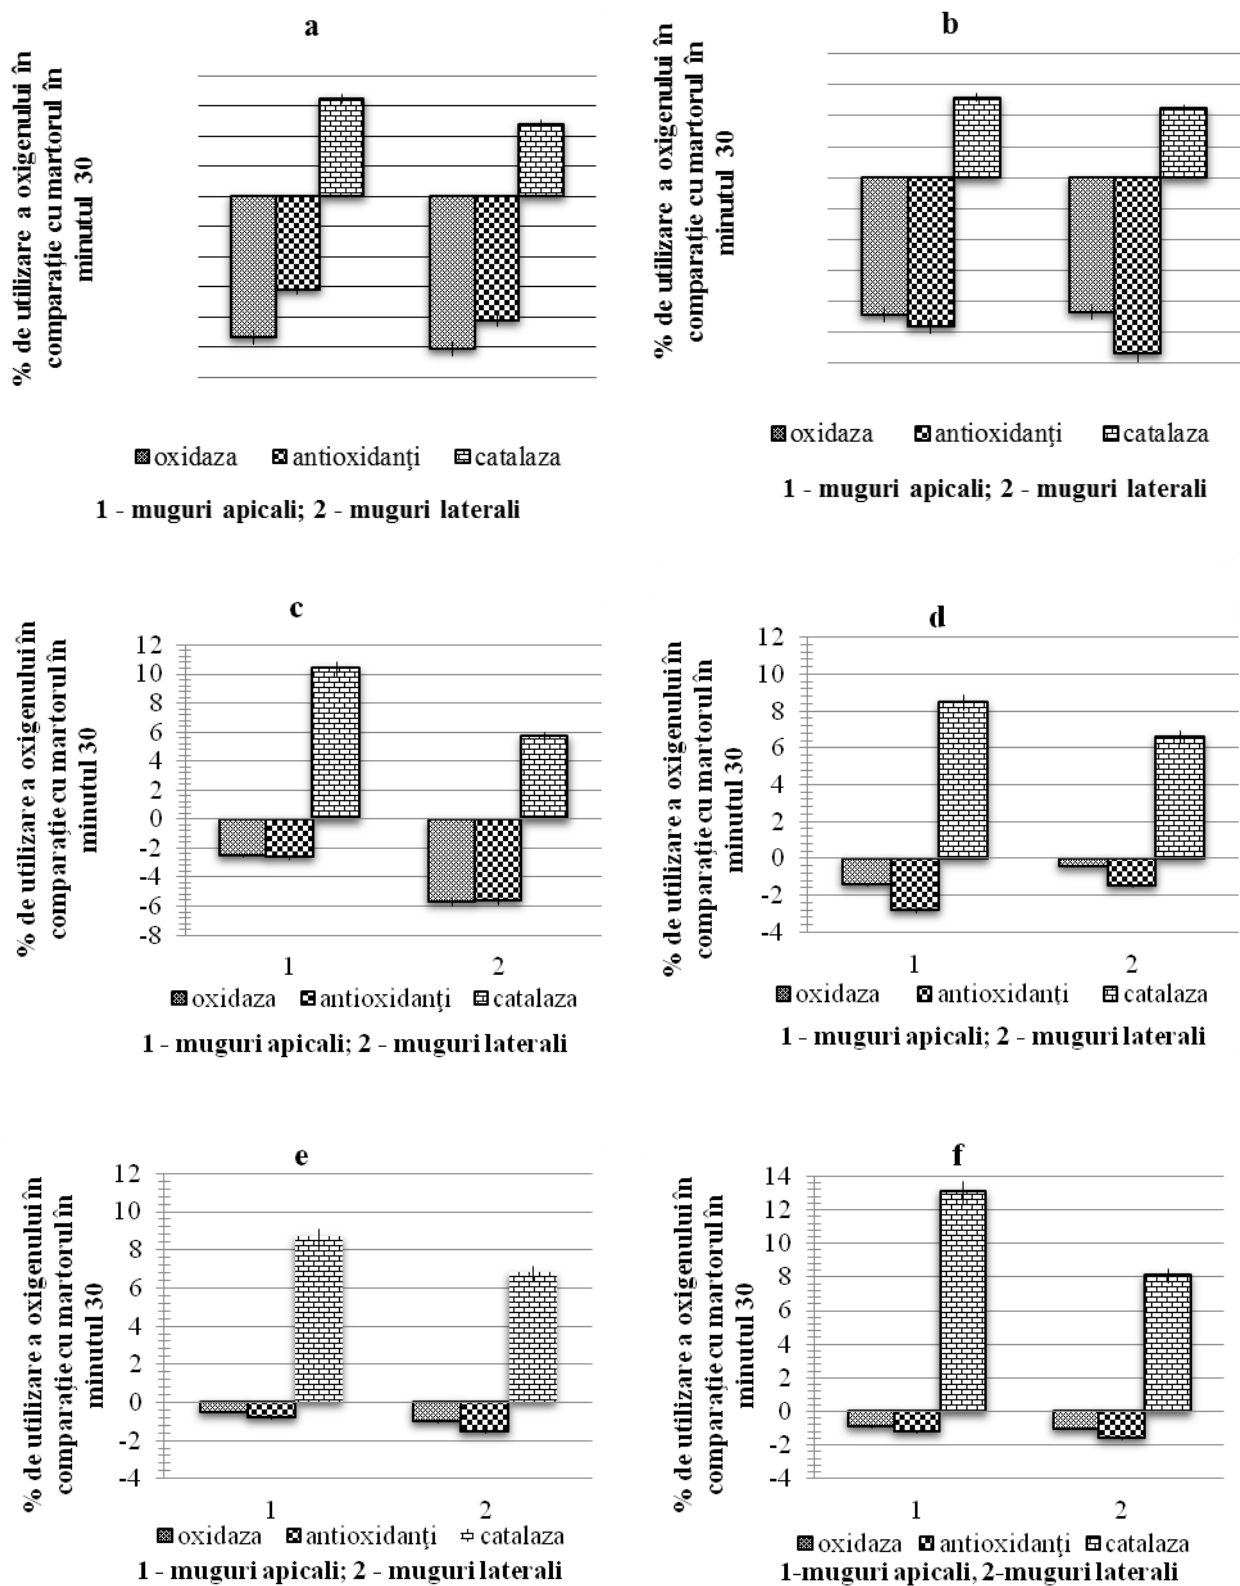 a
% de utilizare a oxigenului în
comparație cu martorul în
minutul 30
oxidaza antioxidanţi catalaza
1 - muguri apicali; 2 - muguri laterali
b
% de utilizare a oxigenului în
comparație cu martorul în
minutul 30
oxidaza antioxidanţi catalaza
1 - muguri apicali; 2 - muguri laterali
c
% de utilizare a oxigenului în
comparație cu martorul în
minutul 30
12
10
8
6
4
2
0
-2
-4
-6
-8
1 2
oxidaza antioxidanţi catalaza
1 - muguri apicali; 2 - muguri laterali
d
% de utilizare a oxigenului în
comparație cu martorul în
minutul 30
12
10
8
6
4
2
0
-2
-4
1 2
oxidaza antioxidanţi catalaza
1 - muguri apicali; 2 - muguri laterali
e
% de utilizare a oxigenului în
comparație cu martorul în
minutul 30
12
10
8
6
4
2
0
-2
-4
1 2
oxidaza antioxidanţi catalaza
1 - muguri apicali; 2 - muguri laterali
f
% de utilizare a oxigenului în
comparație cu martorul în
minutul 30
14
12
10
8
6
4
2
0
-2
-4
1 2
oxidaza antioxidanţi catalaza
1-muguri apicali, 2-muguri laterali